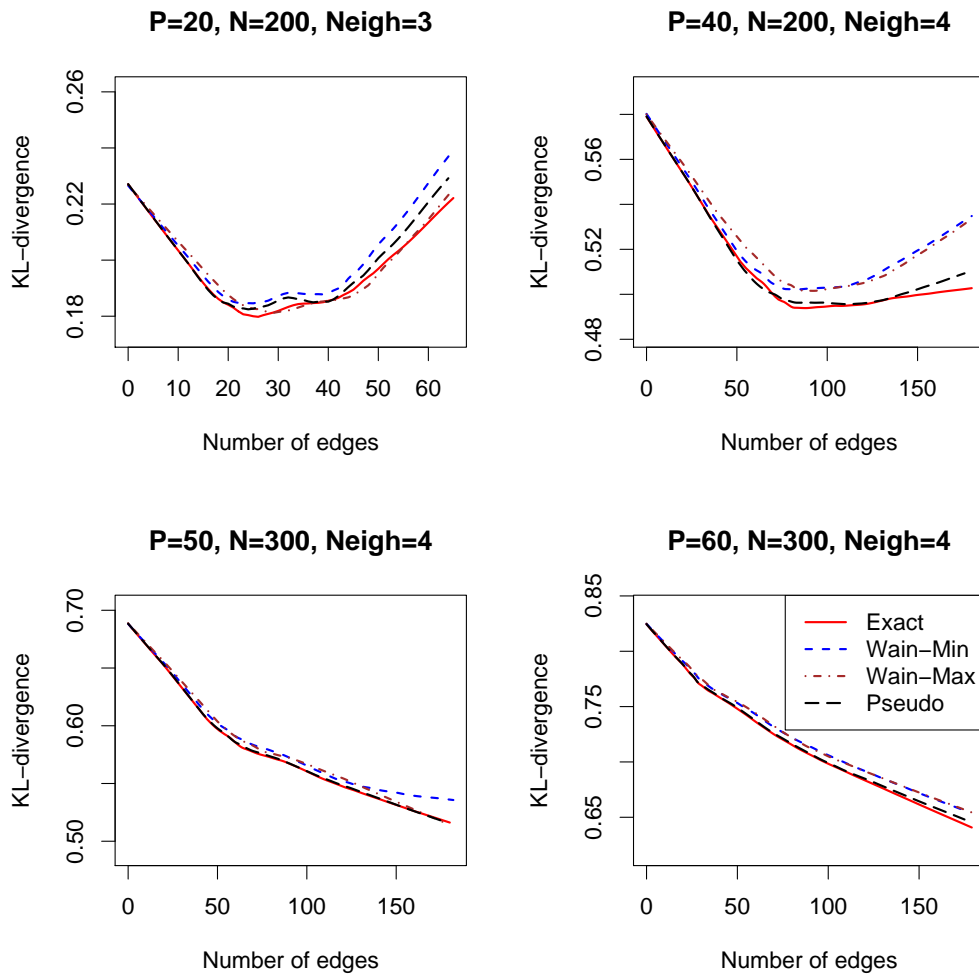 P=20, N=200, Neigh=3
KL−divergence
0.18 0.22 0.26
0 10 20 30 40 50 60
Number of edges
P=40, N=200, Neigh=4
KL−divergence
0.48 0.52 0.56
0 50 100 150
Number of edges
P=50, N=300, Neigh=4
KL−divergence
0.50 0.60 0.70
0 50 100 150
Number of edges
P=60, N=300, Neigh=4
KL−divergence
0.65 0.75 0.85
Exact
Wain−Min
Wain−Max
Pseudo
0 50 100 150
Number of edges